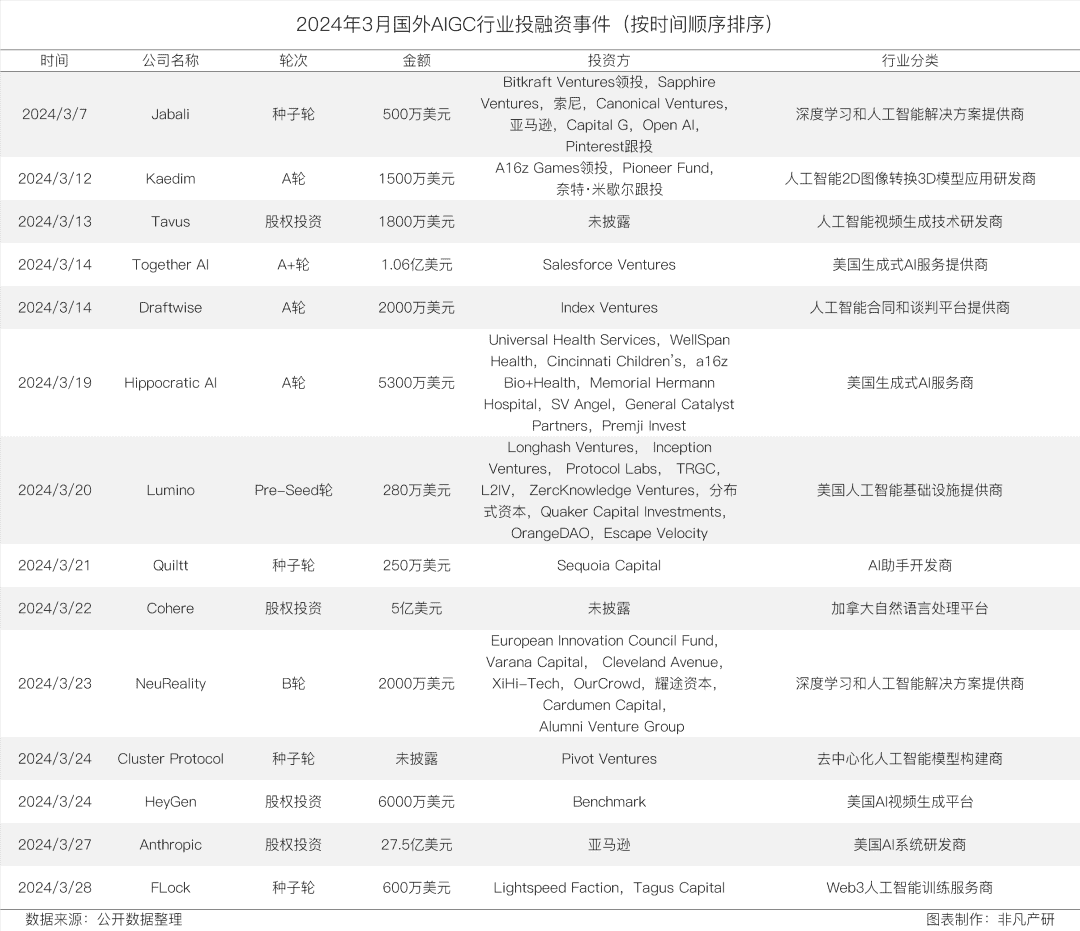 2024年3月国外AIGC行业投融资事件（按时间顺序排序）
时间 公司名称 轮次 金额 投资方 行业分类
2024/3/7 Jabali 种子轮 500万美元 Bitkraft Ventures领投，Sapphire
Ventures，索尼，Canonical Ventures，
亚马逊，Capital G，Open AI，
Pinterest跟投 深度学习和人工智能解决方案提供商
2024/3/12 Kaedim A轮 1500万美元 A16z Games领投，Pioneer Fund，
奈特·米歇尔跟投 人工智能2D图像转换3D模型应用研发商
2024/3/13 Tavus 股权投资 1800万美元 未披露 人工智能视频生成技术研发商
2024/3/14 Together AI A+轮 1.06亿美元 Salesforce Ventures 美国生成式AI服务提供商
2024/3/14 Draftwise A轮 2000万美元 Index Ventures 人工智能合同和谈判平台提供商
2024/3/19 Hippocratic AI A轮 5300万美元 Universal Health Services，WellSpan
Health，Cincinnati Children's，a16z
Bio+Health，Memorial Hermann
Hospital，SV Angel，General Catalyst
Partners，Premji Invest 美国生成式AI服务商
2024/3/20 Lumino Pre-Seed轮 280万美元 Longhash Ventures， Inception
Ventures， Protocol Labs， TRGC，
L2IV， ZercKnowledge Ventures，分布
式资本，Quaker Capital Investments，
OrangeDAO，Escape Velocity 美国人工智能基础设施提供商
2024/3/21 Quiltt 种子轮 250万美元 Sequoia Capital AI助手开发商
2024/3/22 Cohere 股权投资 5亿美元 未披露 加拿大自然语言处理平台
2024/3/23 NeuReality B轮 2000万美元 European Innovation Council Fund，
Varana Capital， Cleveland Avenue，
XiHi-Tech，OurCrowd，耀途资本，
Cardumen Capital，
Alumni Venture Group 深度学习和人工智能解决方案提供商
2024/3/24 Cluster Protocol 种子轮 未披露 Pivot Ventures 去中心化人工智能模型构建商
2024/3/24 HeyGen 股权投资 6000万美元 Benchmark 美国AI视频生成平台
2024/3/27 Anthropic 股权投资 27.5亿美元 亚马逊 美国AI系统研发商
2024/3/28 FLock 种子轮 600万美元 Lightspeed Faction，Tagus Capital Web3人工智能训练服务商
数据来源：公开数据整理 图表制作：非凡产研